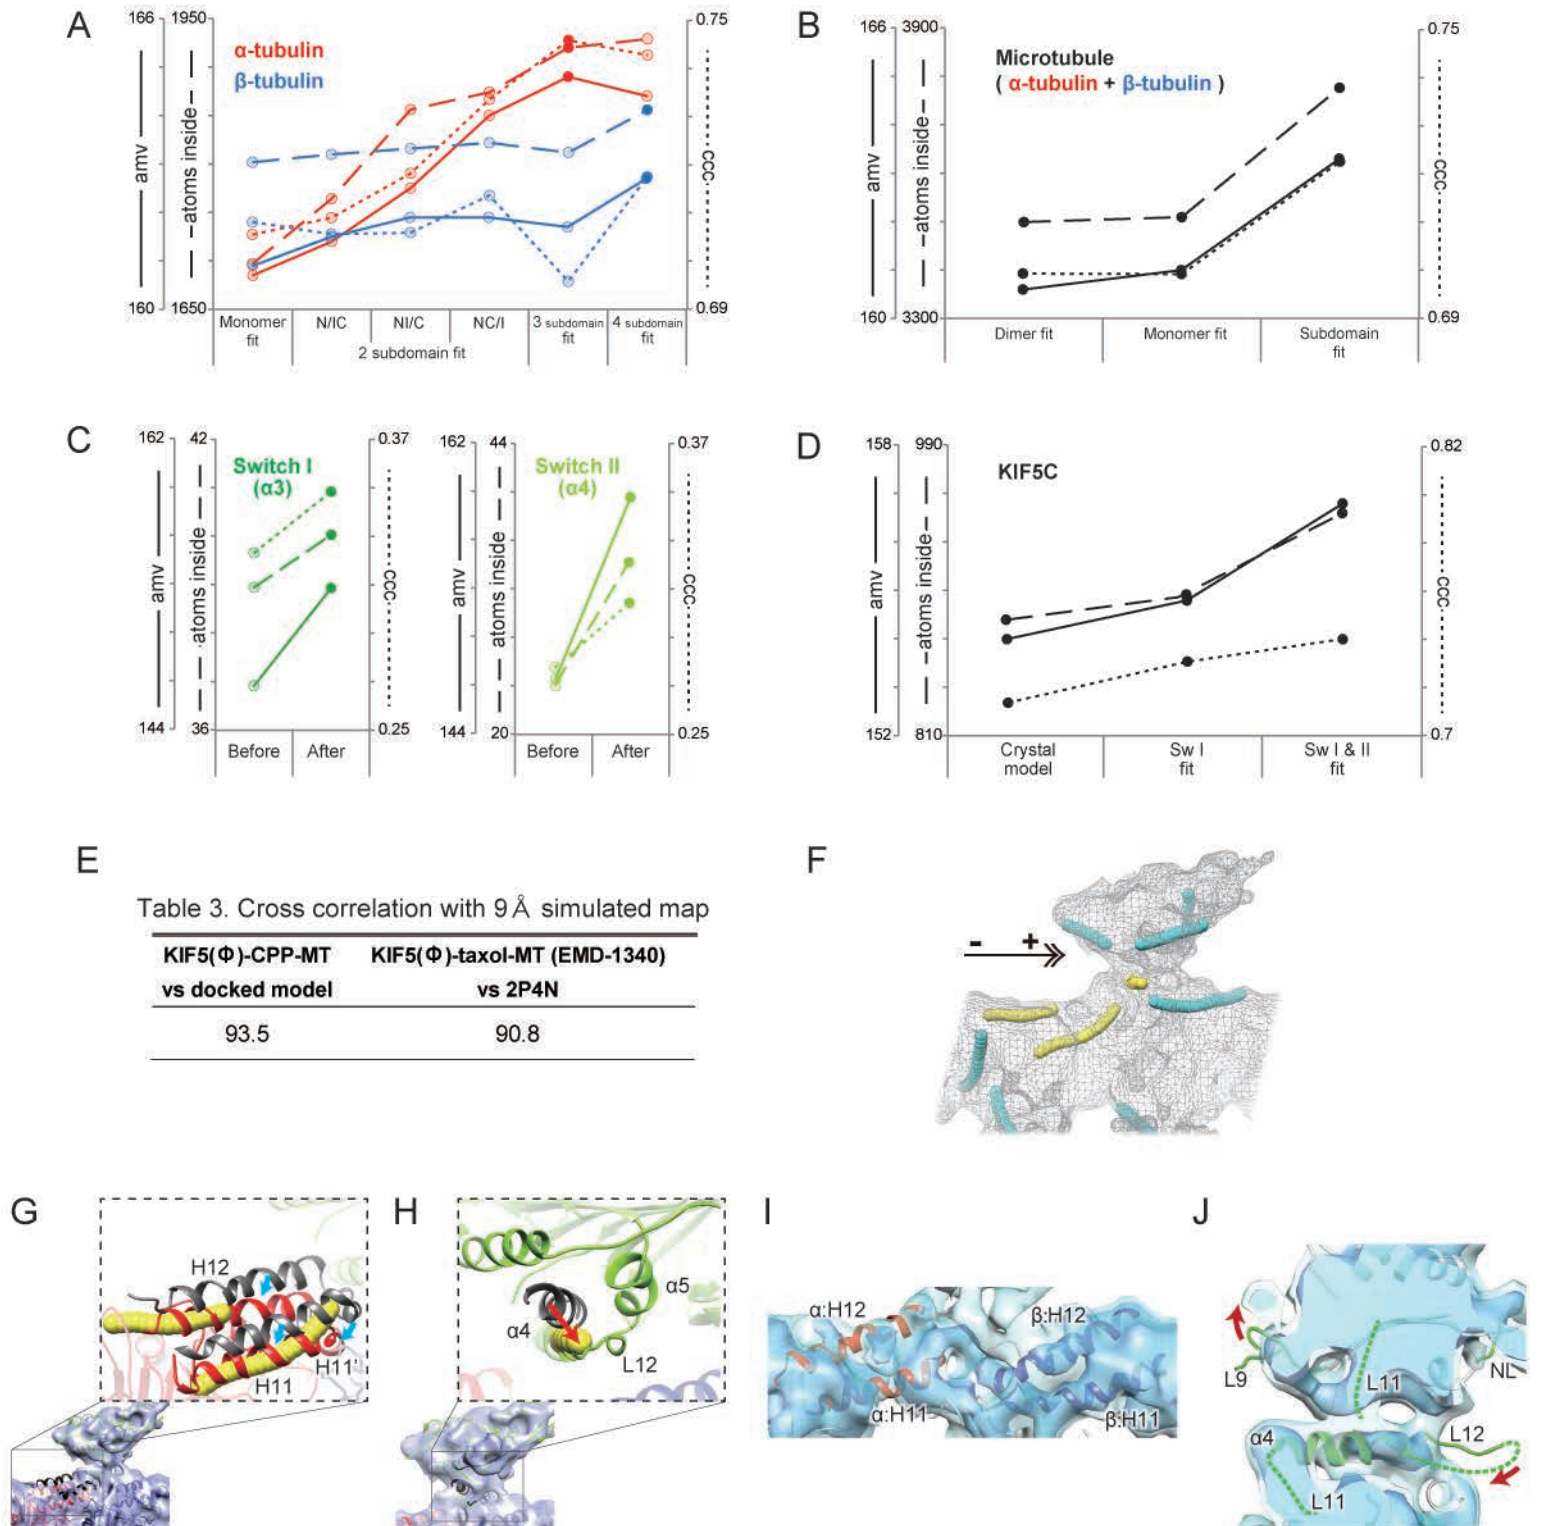 A
166
1950
0.75
α-tubulin
β-tubulin
amv
atoms inside
ccc
160
1650
0.69
Monomer fit
N/IC
NI/C
NC/I
3 subdomain fit
4 subdomain fit
2 subdomain fit
B
166
3900
0.75
Microtubule
( α-tubulin + β-tubulin )
amv
atoms inside
ccc
160
3300
0.69
Dimer fit
Monomer fit
Subdomain fit
C
162
42
0.37
Switch I
(α3)
amv
atoms inside
ccc
144
36
0.25
Before
After
162
44
0.37
Switch II
(α4)
amv
atoms inside
ccc
144
20
0.25
Before
After
D
158
990
0.82
KIF5C
amv
atoms inside
ccc
152
810
0.7
Crystal model
Sw I fit
Sw I & II fit
E
Table 3. Cross correlation with 9Å simulated map
KIF5(Φ)-CPP-MT
vs docked model
KIF5(Φ)-taxol-MT (EMD-1340)
vs 2P4N
93.5
90.8
F
- +
G
H12
H11'
H11
H
α5
α4
L12
I
α:H12
β:H12
α:H11
β:H11
J
L9
L11
NL
α4
L12
L11